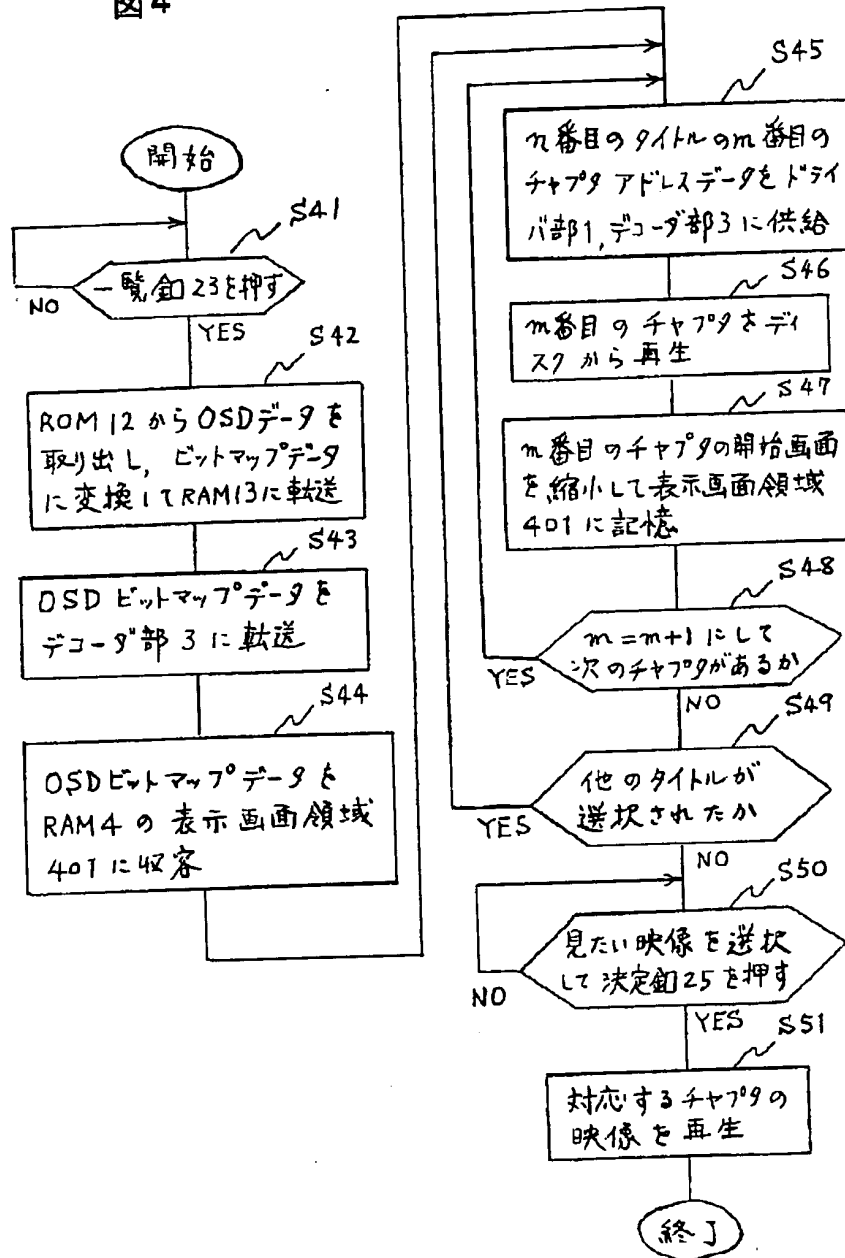 図4
開始
S41
一覧釦23を押す
NO
YES
S42
ROM12からOSDデータを
取り出し,ビットマップデータ
に変換してRAM13に転送
S43
OSDビットマップデータを
デコーダ部3に転送
S44
OSDビットマップデータを
RAM4の表示画面領域
401に収容
S45
n番目のタイトルのm番目の
チャプタアドレスデータをドライ
バ部1,デコーダ部3に供給
S46
m番目のチャプタをディ
スクから再生
S47
m番目のチャプタの開始画面
を縮小して表示画面領域
401に記憶
S48
m=m+1にして
次のチャプタがあるか
YES
NO
S49
他のタイトルが
選択されたか
YES
NO
S50
見たい映像を選択
して決定釦25を押す
NO
YES
S51
対応するチャプタの
映像を再生
終了